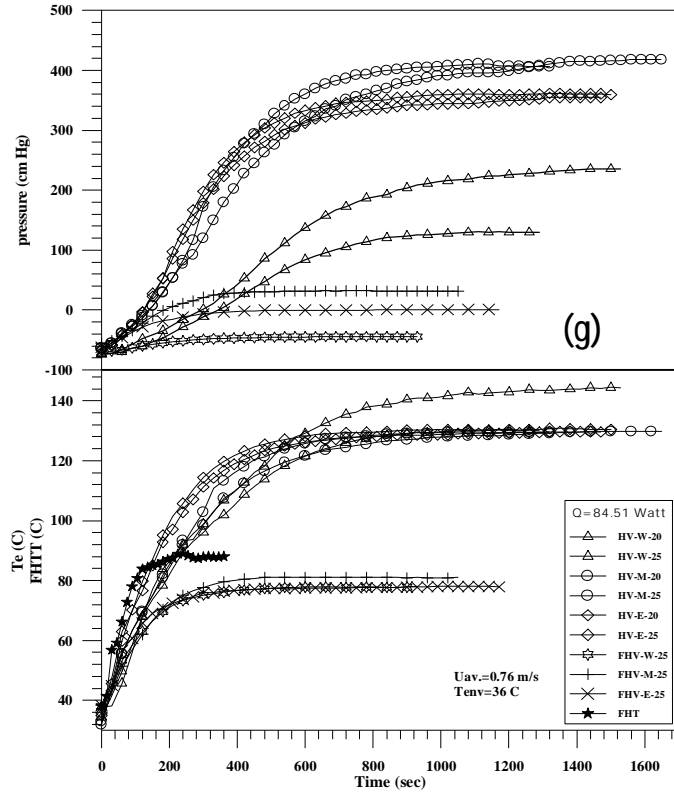 500
400
300
200
100
0
-100
pressure (cm Hg)
(g)
140
120
100
80
60
40
Te (C)
FHTT (C)
Q=84.51 Watt
HV-W-20
HV-W-25
HV-M-20
HV-M-25
HV-E-20
HV-E-25
FHV-W-25
FHV-M-25
FHV-E-25
FHT
Uav.=0.76 m/s
Tenv=36 C
0 200 400 600 800 1000 1200 1400 1600
Time (sec)